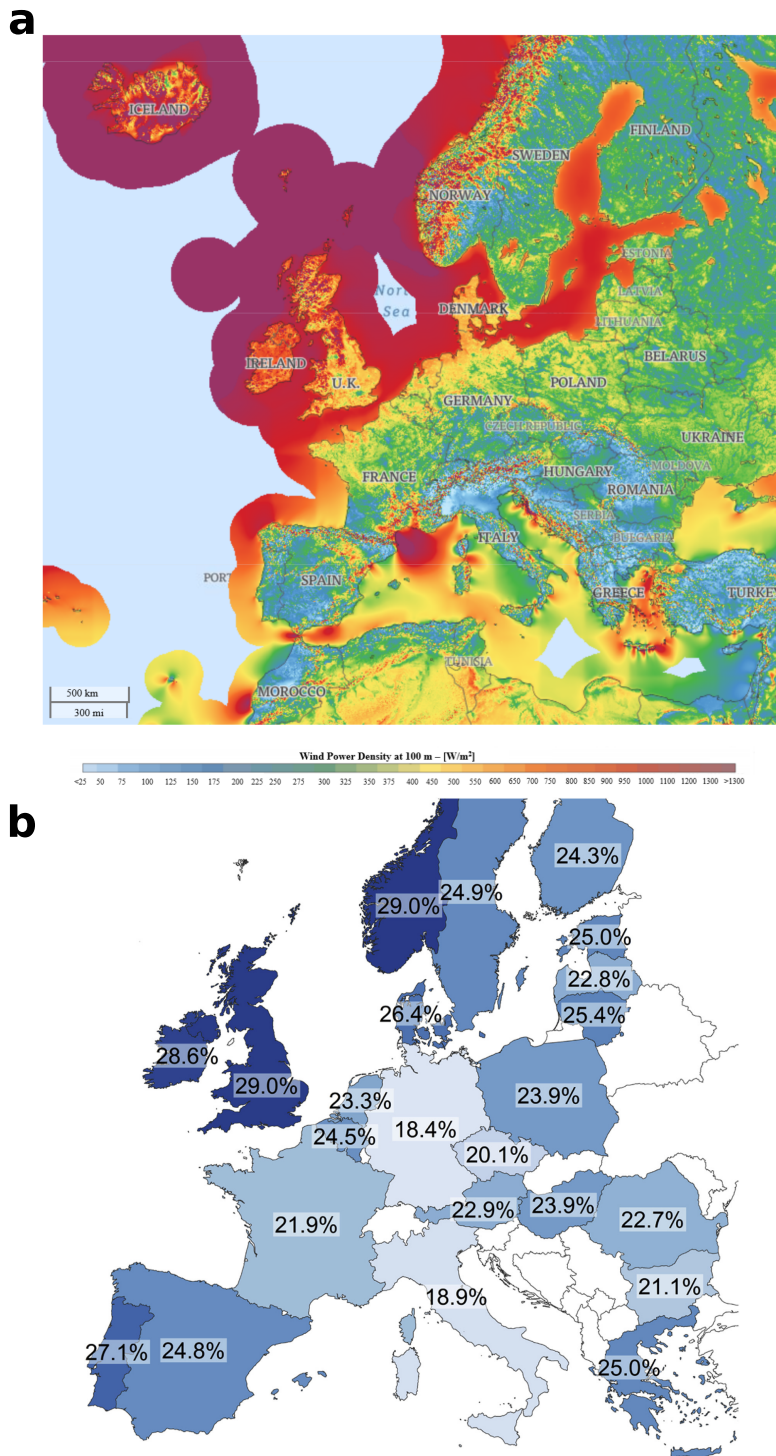 a
ICELAND
FINLAND
SWEDEN
NORWAY
ESTONIA
LATVIA
North
Sea
DENMARK
LITHUANIA
BELARUS
IRELAND
U.K.
POLAND
GERMANY
CZECH REPUBLIC
UKRAINE
FRANCE
HUNGARY
MOLDOVA
ROMANIA
SERBIA
ITALY
BULGARIA
PORT
SPAIN
GREECE
TURKEY
TUNISIA
MOROCCO
500 km
300 mi
Wind Power Density at 100 m – [W/m²]
<25 50 75 100 125 150 175 200 225 250 275 300 325 350 375 400 450 500 550 600 650 700 750 800 850 900 950 1000 1100 1200 1300 >1300
b
24.3%
24.9%
29.0%
25.0%
22.8%
26.4%
25.4%
28.6%
29.0%
23.3%
23.9%
18.4%
24.5%
20.1%
22.9%
23.9%
22.7%
21.9%
21.1%
18.9%
27.1%
24.8%
25.0%